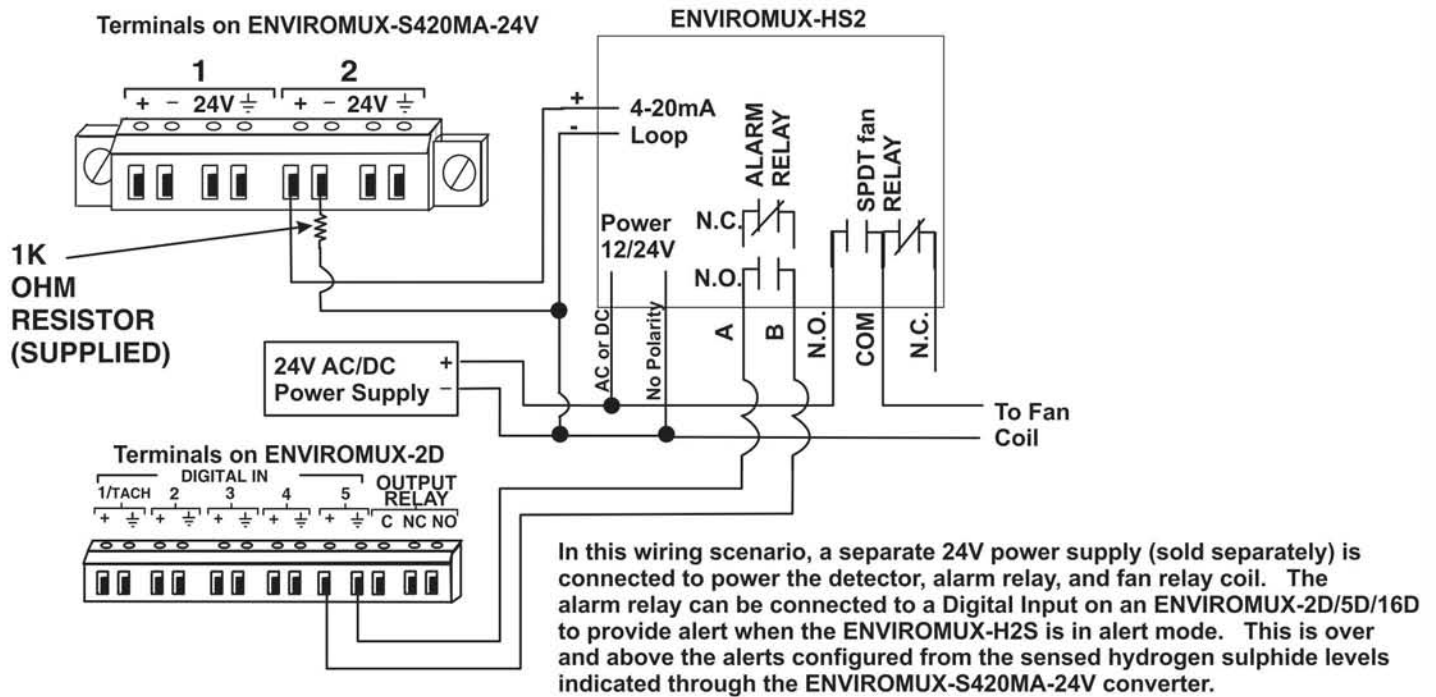 Terminals on ENVIROMUX-S420MA-24V
1 2
+ - 24V + - 24V
1K
OHM
RESISTOR
(SUPPLIED)
ENVIROMUX-HS2
+ 4-20mA
- Loop
ALARM
RELAY
SPDT fan
RELAY
Power
12/24V
N.C.
N.O.
AC or DC
No Polarity
A
B
N.O.
COM
N.C.
24V AC/DC +
Power Supply -
To Fan
Coil
Terminals on ENVIROMUX-2D
DIGITAL IN
1/TACH 2 3 4 5
OUTPUT
RELAY
+ + + + + C NC NO
In this wiring scenario, a separate 24V power supply (sold separately) is
connected to power the detector, alarm relay, and fan relay coil. The
alarm relay can be connected to a Digital Input on an ENVIROMUX-2D/5D/16D
to provide alert when the ENVIROMUX-H2S is in alert mode. This is over
and above the alerts configured from the sensed hydrogen sulphide levels
indicated through the ENVIROMUX-S420MA-24V converter.